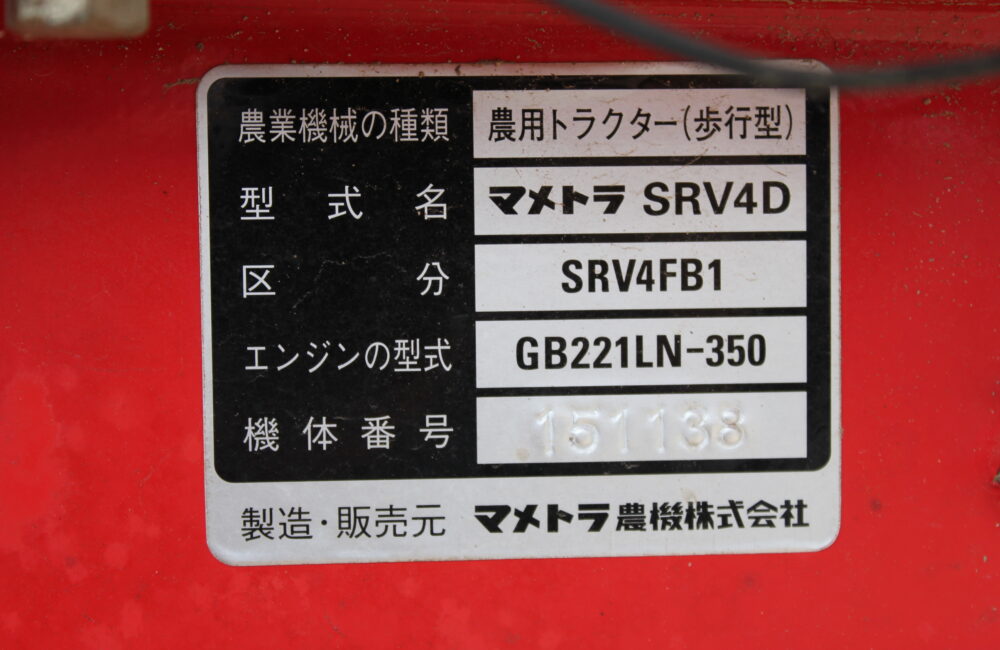 農業機械の種類 農用トラクター(歩行型)
型式名 マメトラ SRV4D
区分 SRV4FB1
エンジンの型式 GB221LN-350
機体番号 151138
製造・販売元 マメトラ農機株式会社